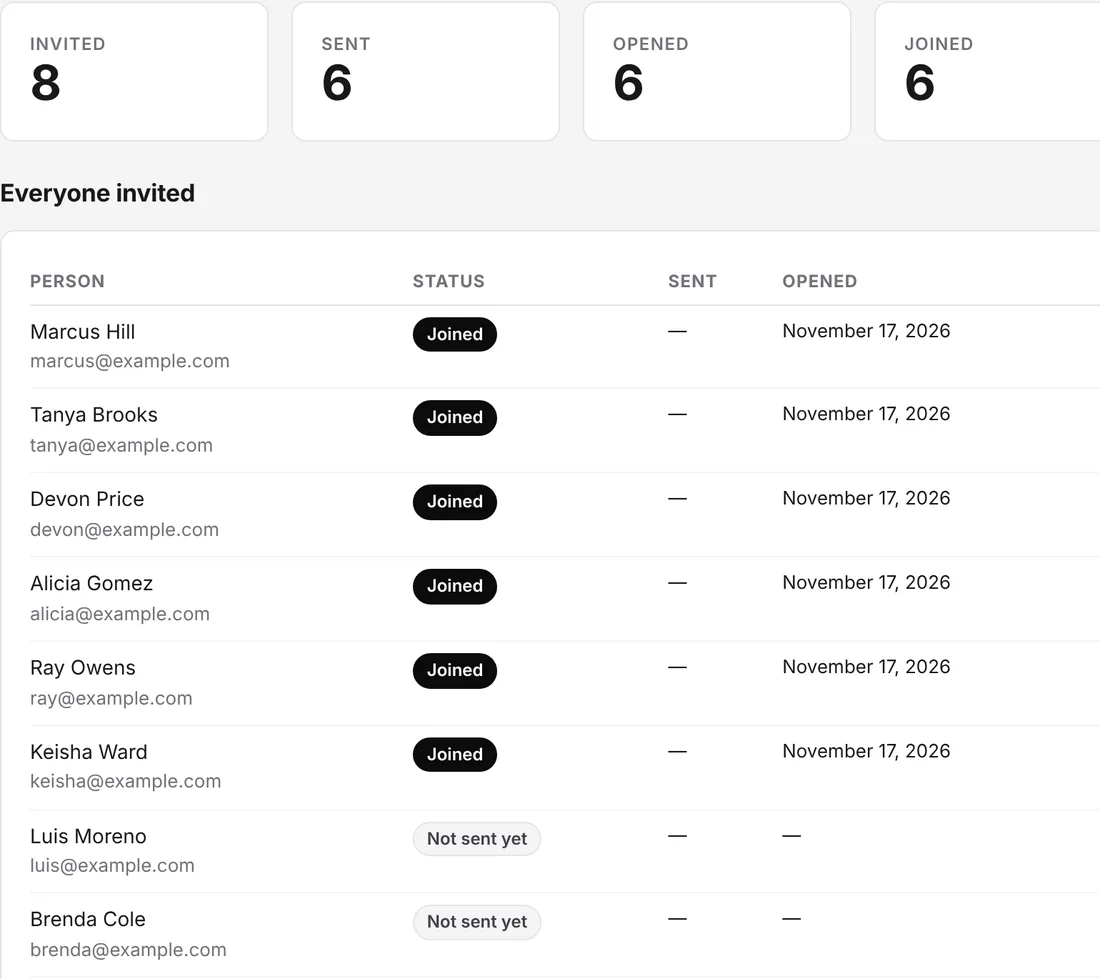 INVITED SENT OPENED JOINED
8 6 6 6
Everyone invited
PERSON STATUS SENT OPENED
Marcus Hill Joined — November 17, 2026
marcus@example.com
Tanya Brooks Joined — November 17, 2026
tanya@example.com
Devon Price Joined — November 17, 2026
devon@example.com
Alicia Gomez Joined — November 17, 2026
alicia@example.com
Ray Owens Joined — November 17, 2026
ray@example.com
Keisha Ward Joined — November 17, 2026
keisha@example.com
Luis Moreno Not sent yet — —
luis@example.com
Brenda Cole Not sent yet — —
brenda@example.com